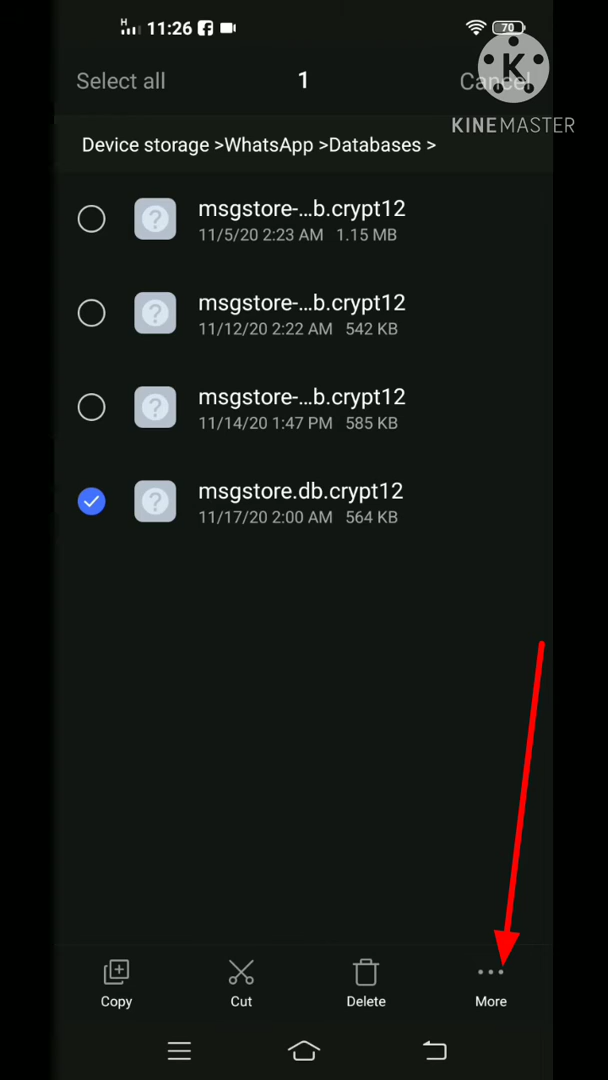 H 11:26 70
Select all 1 Cancel
K
KINEMASTER
Device storage >WhatsApp >Databases >
msgstore-...b.crypt12
11/5/20 2:23 AM 1.15 MB
msgstore-...b.crypt12
11/12/20 2:22 AM 542 KB
msgstore-...b.crypt12
11/14/20 1:47 PM 585 KB
msgstore.db.crypt12
11/17/20 2:00 AM 564 KB
Copy Cut Delete More